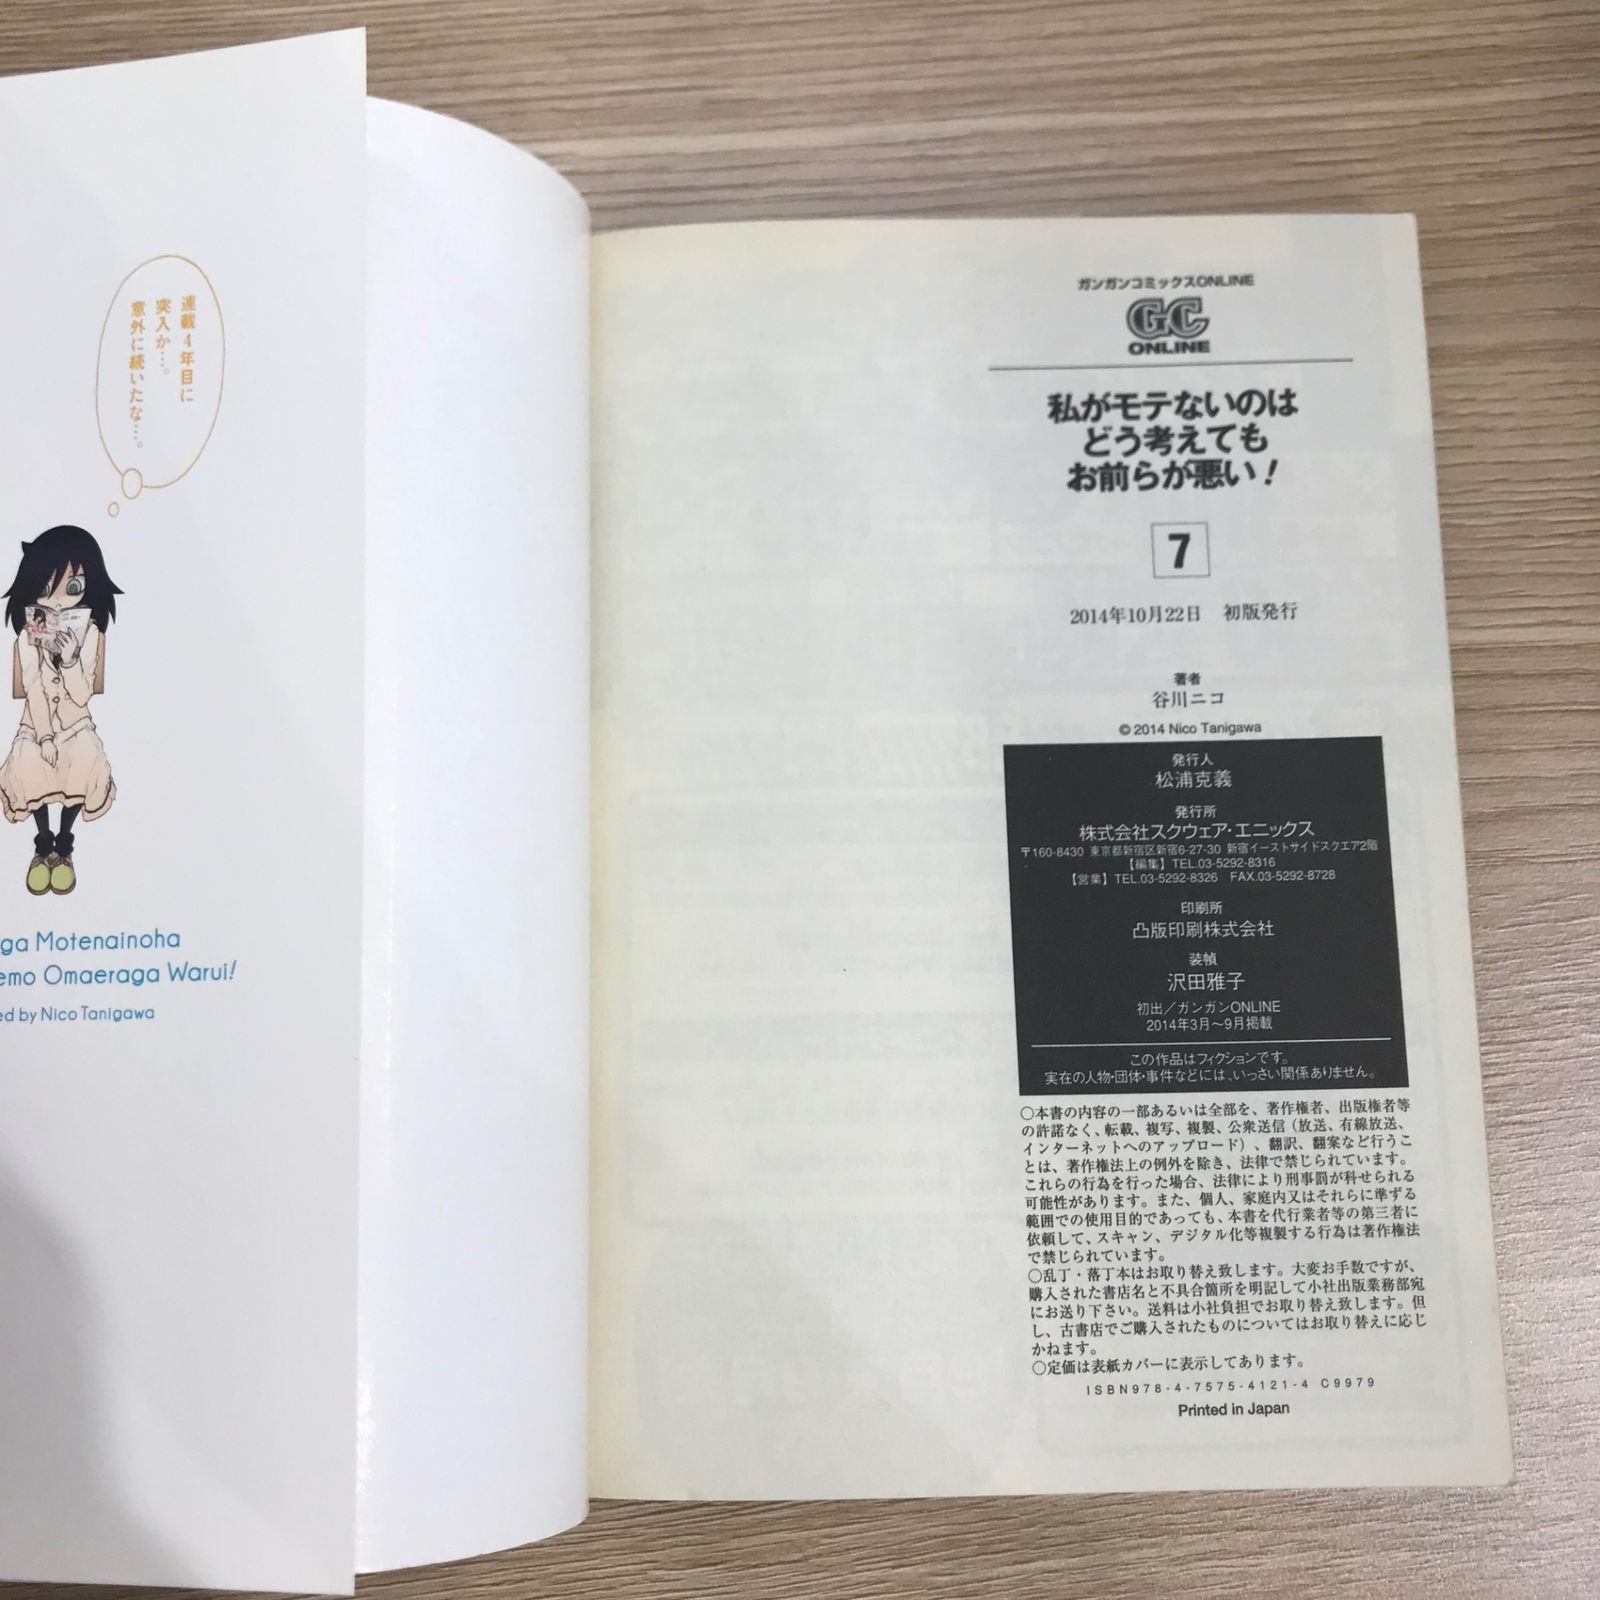 連載4年目に
突入か…。
意外に続いたな…。
ga Motenainoha
emo Omaeraga Warui!
ed by Nico Tanigawa
ガンガンコミックスONLINE
GC
ONLINE
私がモテないのは
どう考えても
お前らが悪い!
7
2014年10月22日 初版発行
著者
谷川ニコ
© 2014 Nico Tanigawa
発行人
松浦克義
発行所
株式会社スクウェア・エニックス
〒160-8430 東京都新宿区新宿6-27-30 新宿イーストサイドスクエア2階
【編集】TEL.03-5292-8316
【営業】TEL.03-5292-8326 FAX.03-5292-8728
印刷所
凸版印刷株式会社
装幀
沢田雅子
初出/ガンガンONLINE
2014年3月〜9月掲載
この作品はフィクションです。
実在の人物・団体・事件などには、いっさい関係ありません。
○本書の内容の一部あるいは全部を、著作権者、出版権者等
の許諾なく、転載、複写、複製、公衆送信(放送、有線放送、
インターネットへのアップロード)、翻訳、翻案など行うこ
とは、著作権法上の例外を除き、法律で禁じられています。
これらの行為を行った場合、法律により刑事罰が科せられる
可能性があります。また、個人、家庭内又はそれらに準ずる
範囲での使用目的であっても、本書を代行業者等の第三者に
依頼して、スキャン、デジタル化等複製する行為は著作権法
で禁じられています。
○乱丁・落丁本はお取り替え致します。大変お手数ですが、
購入された書店名と不具合箇所を明記して小社出版業務部宛
にお送り下さい。送料は小社負担でお取り替え致します。但
し、古書店でご購入されたものについてはお取り替えに応じ
かねます。
○定価は表紙カバーに表示してあります。
ISBN978-4-7575-4121-4 C9979
Printed in Japan